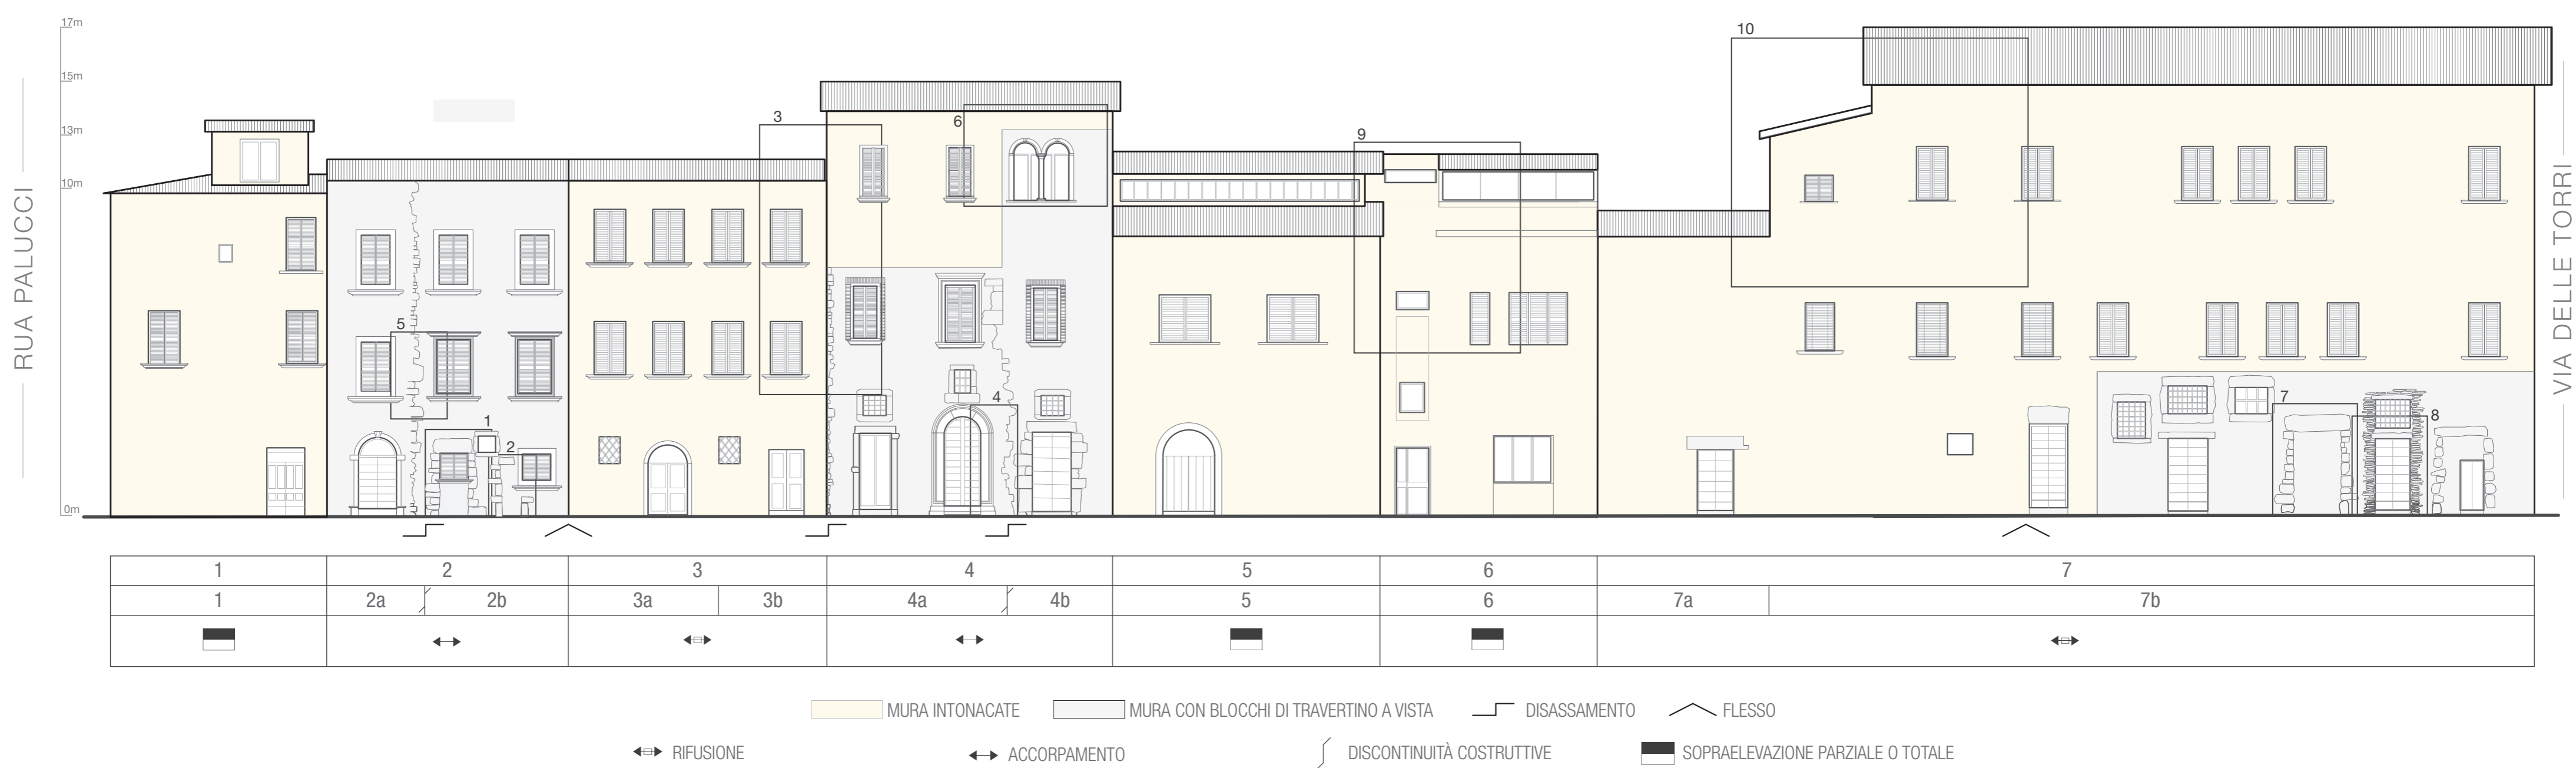 17m
15m
13m
10m
0m
RUA PALUCCI
VIA DELLE TORRI
10
3
6
9
5
1
2
4
7
8
1 2 3 4 5 6 7
1 2a 2b 3a 3b 4a 4b 5 6 7a 7b
MURA INTONACATE MURA CON BLOCCHI DI TRAVERTINO A VISTA DISASSAMENTO FLESSO
RIFUSIONE ACCORPAMENTO DISCONTINUITÀ COSTRUTTIVE SOPRAELEVAZIONE PARZIALE O TOTALE